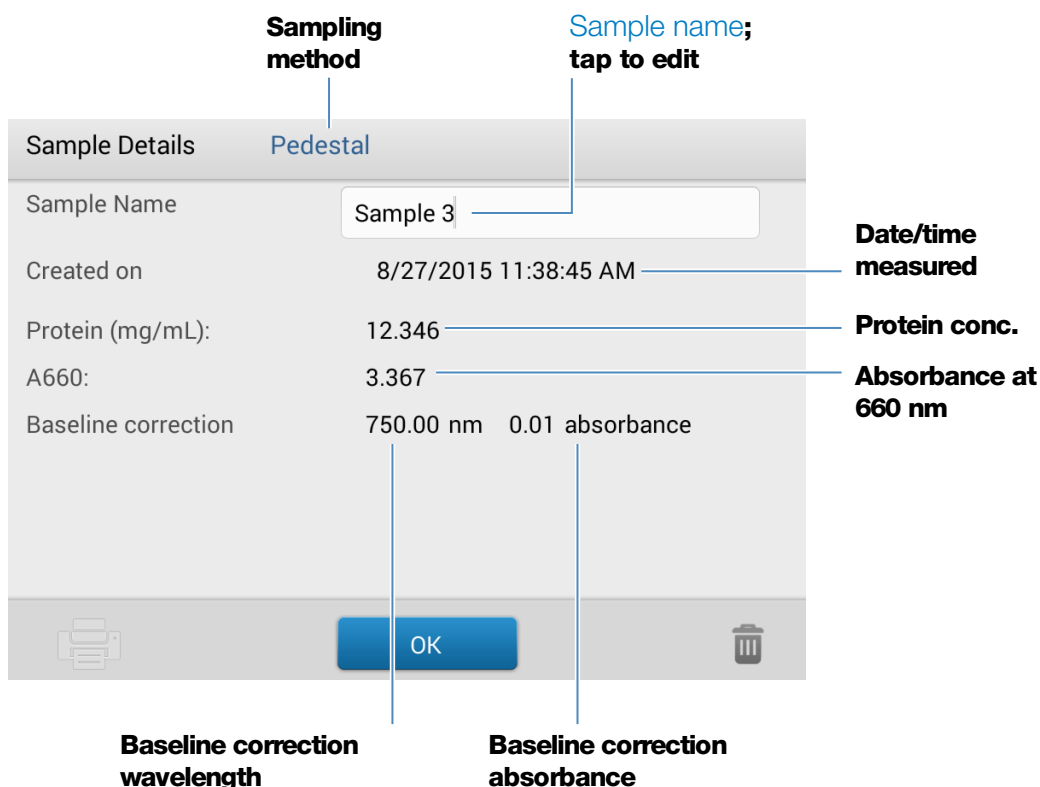 Sampling
method
Sample name;
tap to edit
Sample Details Pedestal
Sample Name Sample 3
Date/time
measured
Created on 8/27/2015 11:38:45 AM
Protein (mg/mL): 12.346 Protein conc.
A660: 3.367 Absorbance at
660 nm
Baseline correction 750.00 nm 0.01 absorbance
OK
Baseline correction
wavelength
Baseline correction
absorbance